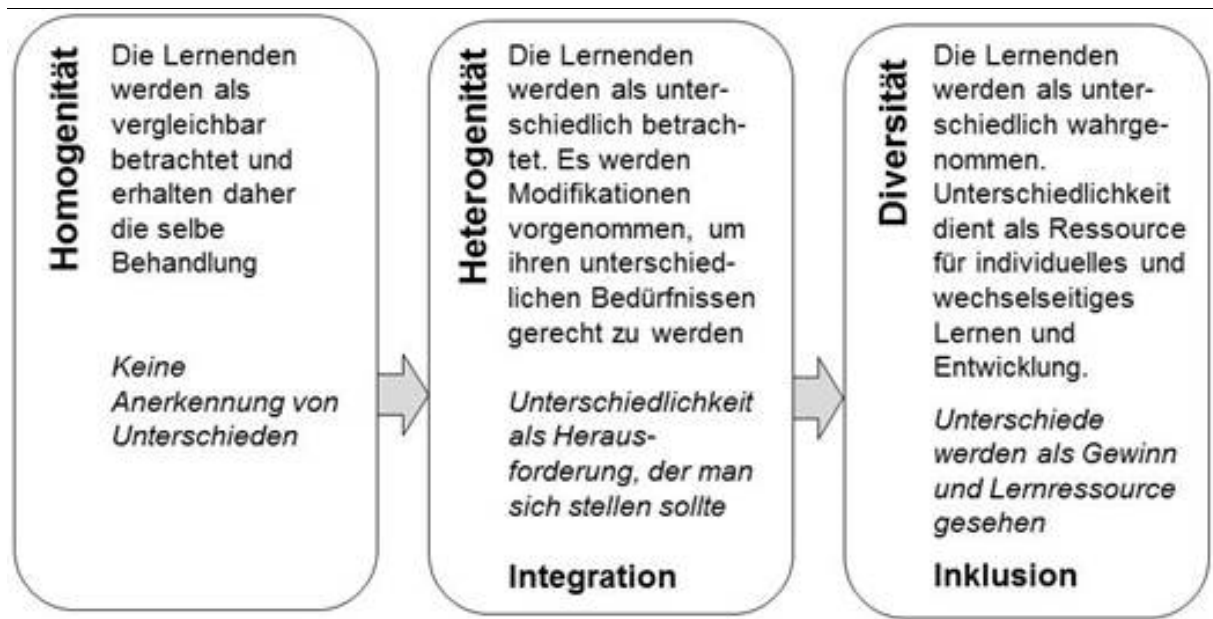 Homogenität
Die Lernenden
werden als
vergleichbar
betrachtet und
erhalten daher
die selbe
Behandlung
Keine
Anerkennung von
Unterschieden
Heterogenität
Die Lernenden
werden als unter-
schiedlich betrach-
tet. Es werden
Modifikationen
vorgenommen, um
ihren unterschied-
lichen Bedürfnissen
gerecht zu werden
Unterschiedlichkeit
als Heraus-
forderung, der man
sich stellen sollte
Integration
Diversität
Die Lernenden
werden als unter-
schiedlich wahrge-
nommen.
Unterschiedlichkeit
dient als Ressource
für individuelles und
wechselseitiges
Lernen und
Entwicklung.
Unterschiede
werden als Gewinn
und Lernressource
gesehen
Inklusion